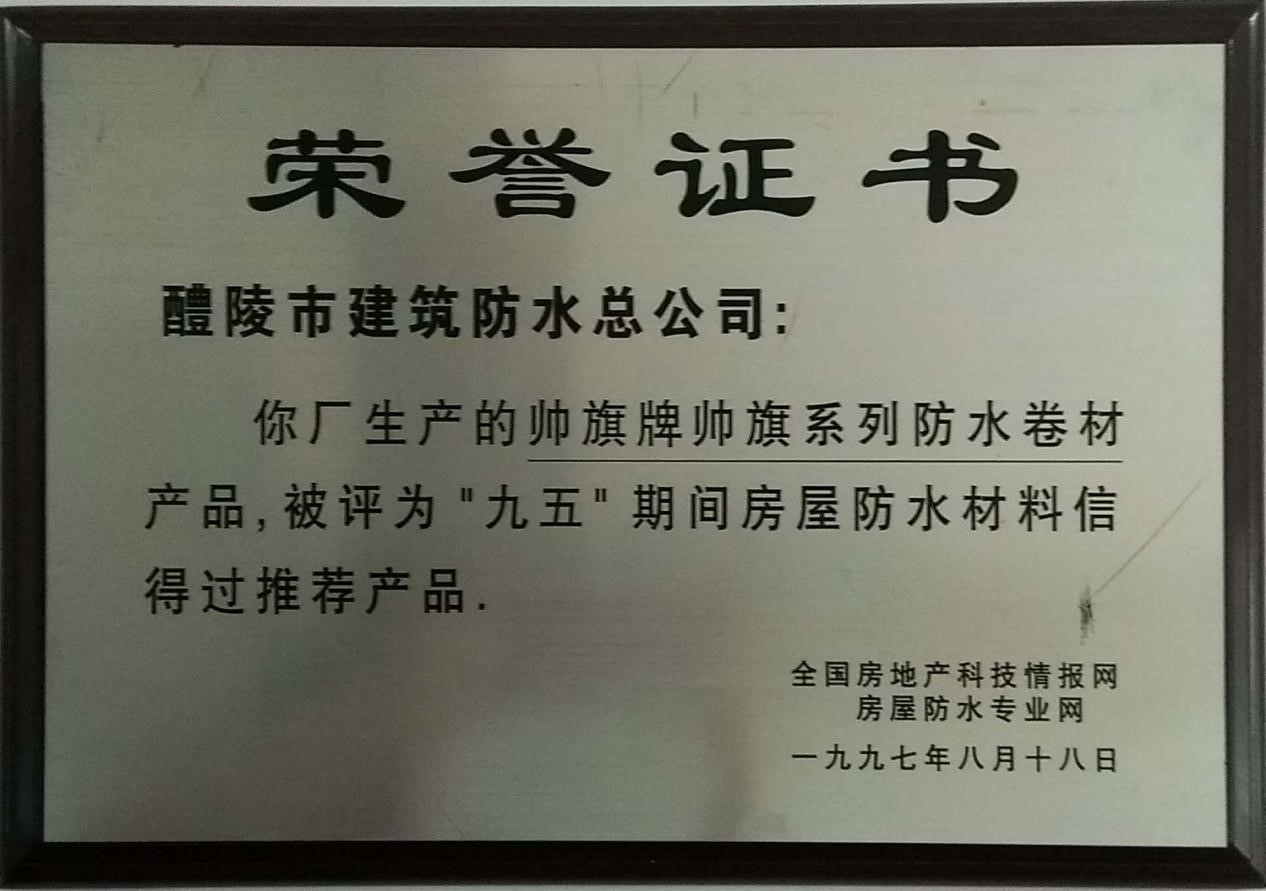 荣誉证书
醴陵市建筑防水总公司:
你厂生产的帅旗牌帅旗系列防水卷材
产品,被评为"九五"期间房屋防水材料信
得过推荐产品.
全国房地产科技情报网
房屋防水专业网
一九九七年八月十八日